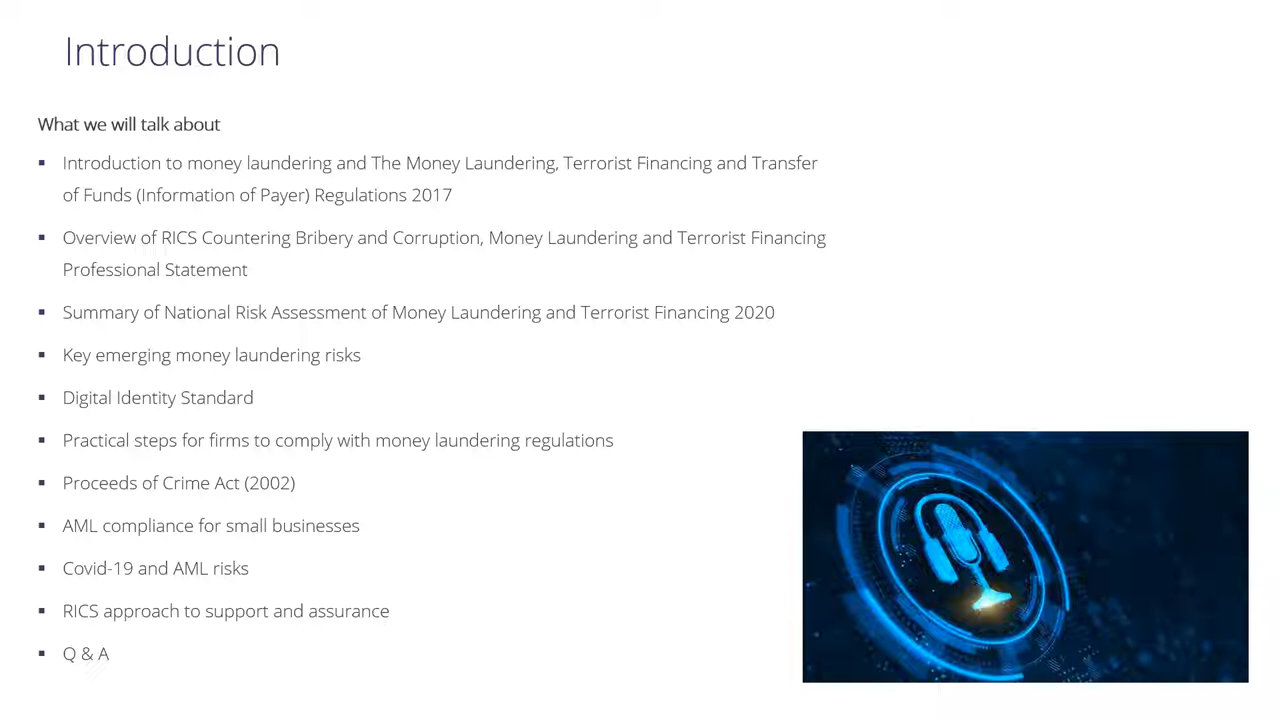 Introduction
What we will talk about
▪ Introduction to money laundering and The Money Laundering, Terrorist Financing and Transfer
of Funds (Information of Payer) Regulations 2017
▪ Overview of RICS Countering Bribery and Corruption, Money Laundering and Terrorist Financing
Professional Statement
▪ Summary of National Risk Assessment of Money Laundering and Terrorist Financing 2020
▪ Key emerging money laundering risks
▪ Digital Identity Standard
▪ Practical steps for firms to comply with money laundering regulations
▪ Proceeds of Crime Act (2002)
▪ AML compliance for small businesses
▪ Covid-19 and AML risks
▪ RICS approach to support and assurance
▪ Q & A